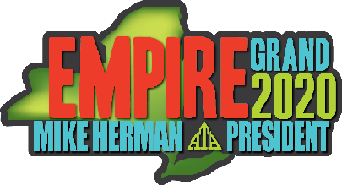 EMPIRE GRAND
2020
MIKE HERMAN PRESIDENT